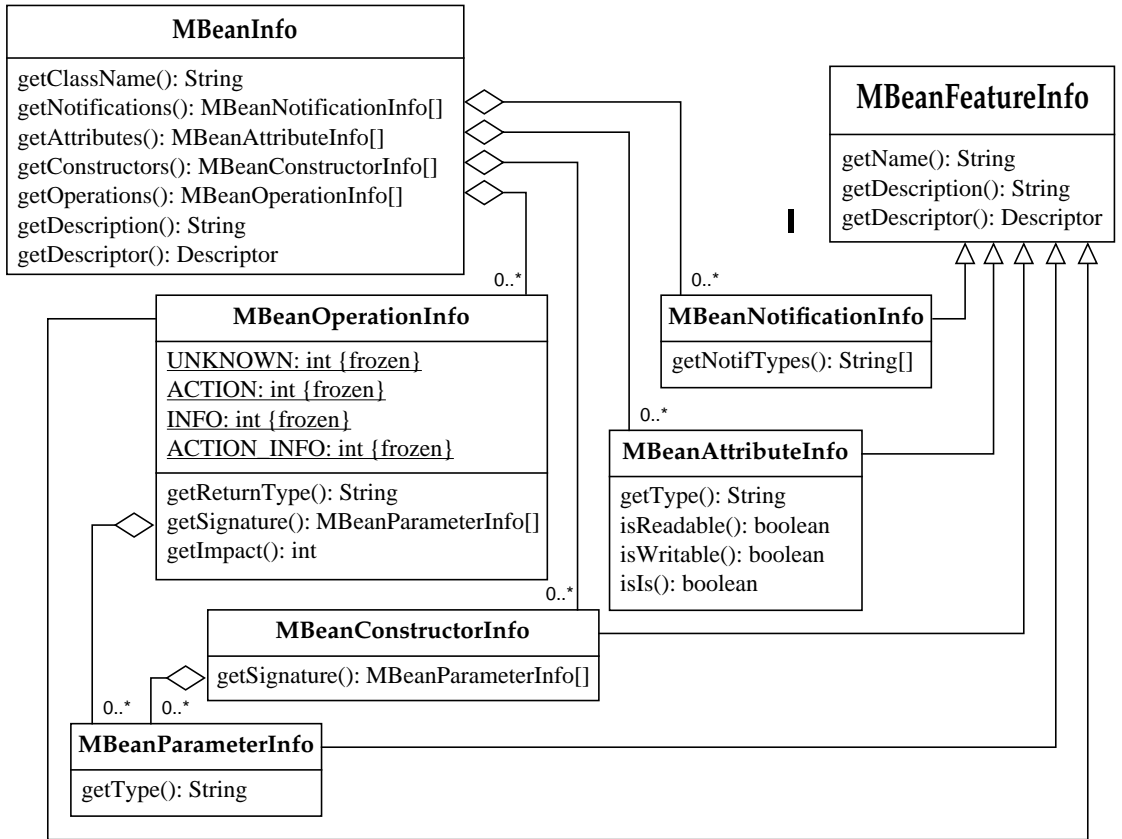 MBeanInfo
getClassName(): String
getNotifications(): MBeanNotificationInfo[]
getAttributes(): MBeanAttributeInfo[]
getConstructors(): MBeanConstructorInfo[]
getOperations(): MBeanOperationInfo[]
getDescription(): String
getDescriptor(): Descriptor
MBeanFeatureInfo
getName(): String
getDescription(): String
getDescriptor(): Descriptor
0..*
0..*
MBeanOperationInfo
UNKNOWN: int {frozen}
ACTION: int {frozen}
INFO: int {frozen}
ACTION_INFO: int {frozen}
getReturnType(): String
getSignature(): MBeanParameterInfo[]
getImpact(): int
MBeanNotificationInfo
getNotifTypes(): String[]
0..*
MBeanAttributeInfo
getType(): String
isReadable(): boolean
isWritable(): boolean
isIs(): boolean
0..*
MBeanConstructorInfo
getSignature(): MBeanParameterInfo[]
0..*
0..*
MBeanParameterInfo
getType(): String